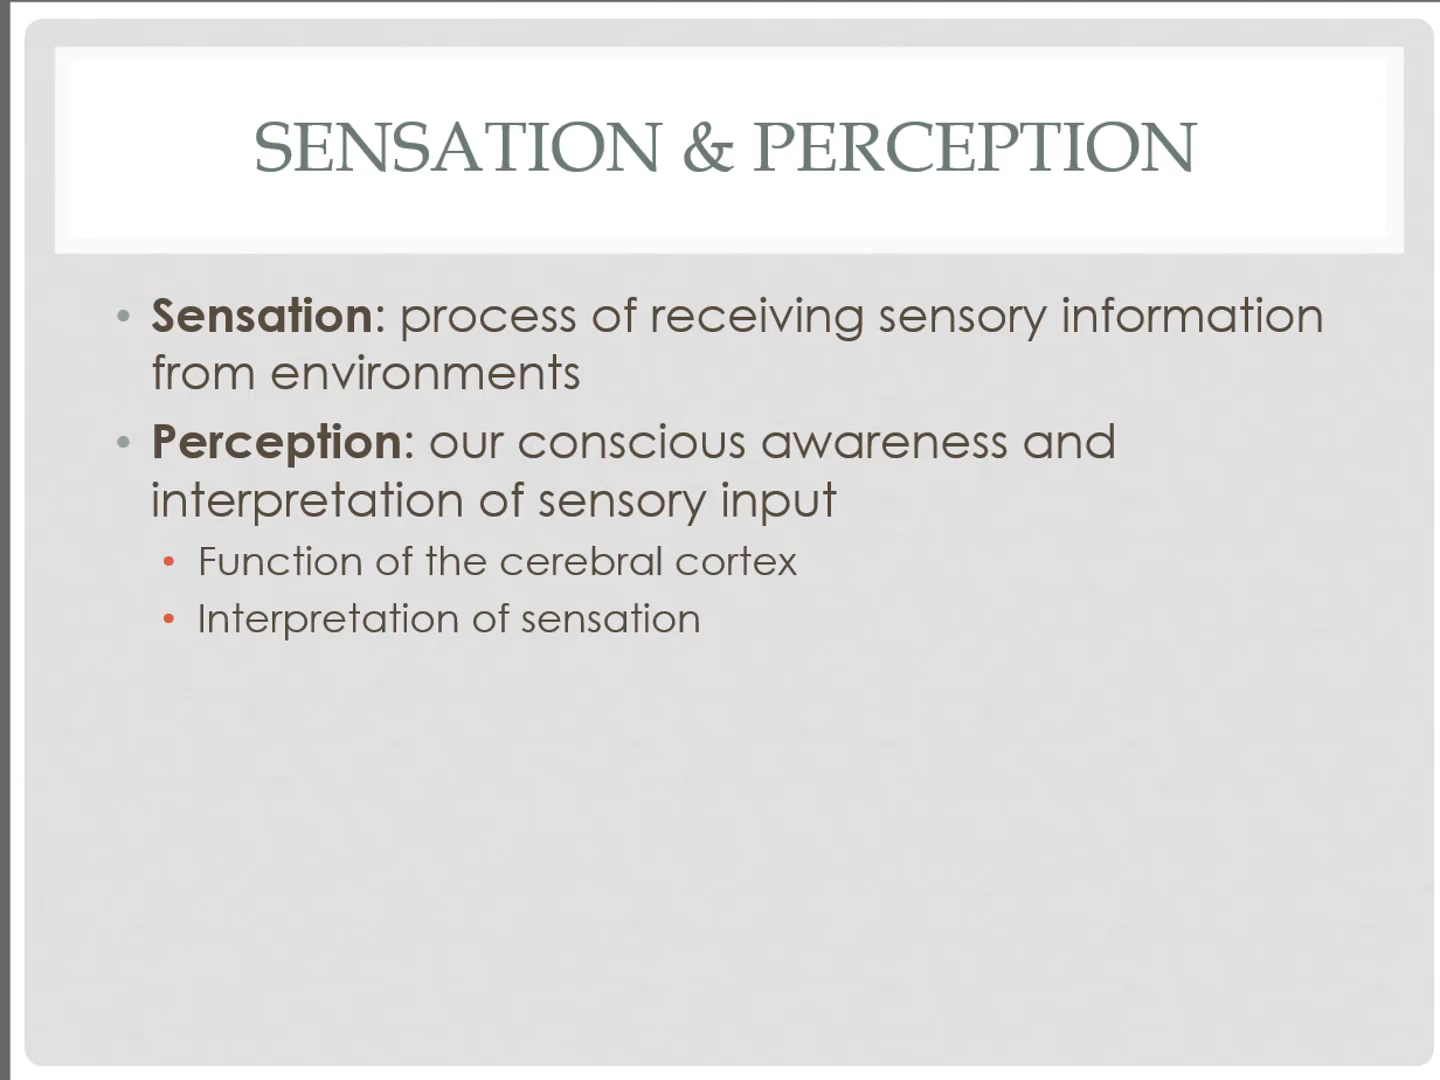 SENSATION & PERCEPTION
• Sensation: process of receiving sensory information
from environments
• Perception: our conscious awareness and
interpretation of sensory input
• Function of the cerebral cortex
• Interpretation of sensation